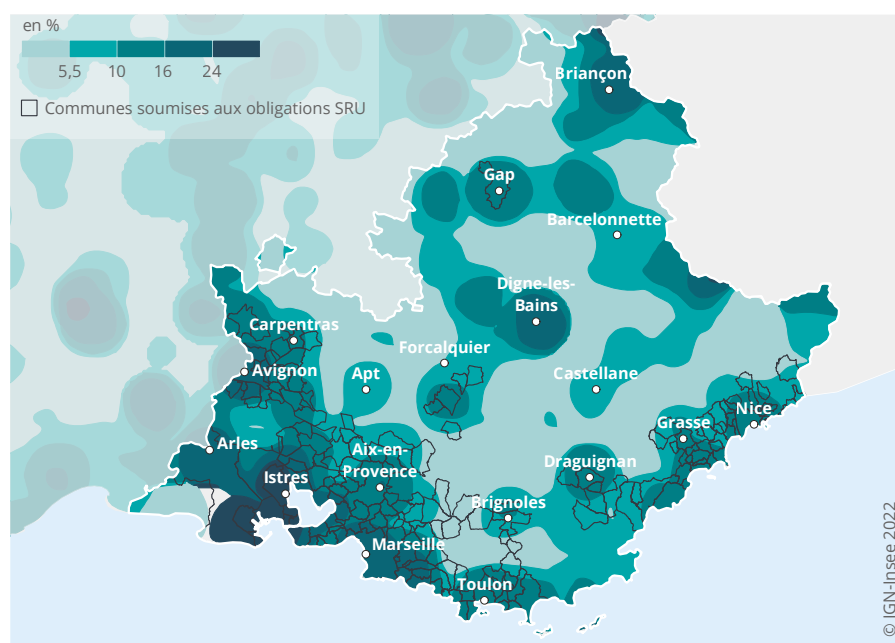 en %
5,5 10 16 24
Communes soumises aux obligations SRU
Briançon
Gap
Barcelonnette
Digne-les-
Bains
Carpentras
Forcalquier
Avignon
Apt
Castellane
Nice
Grasse
Arles
Aix-en-
Provence
Draguignan
Istres
Brignoles
Marseille
Toulon
© IGN-Insee 2022